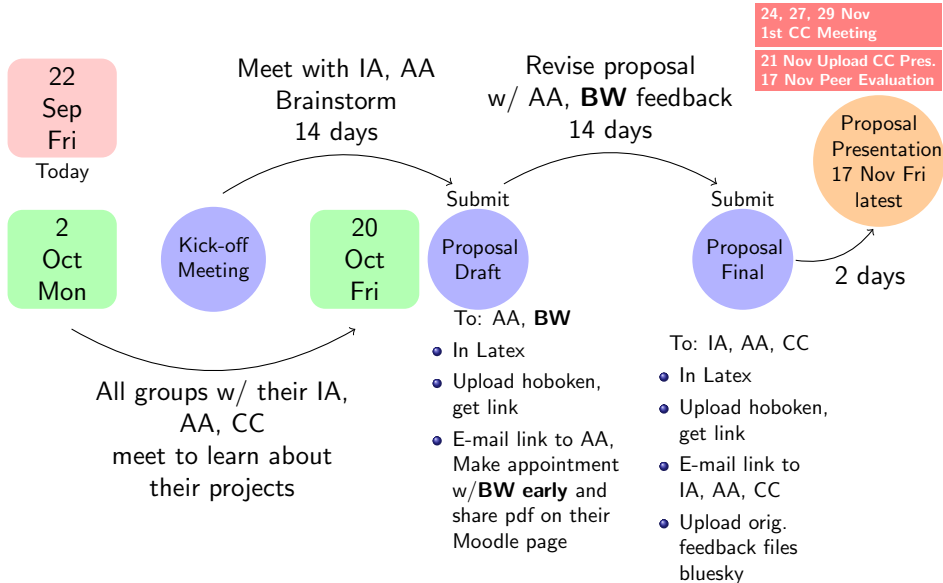 24, 27, 29 Nov
1st CC Meeting
21 Nov Upload CC Pres.
17 Nov Peer Evaluation
22
Sep
Fri
Today
Meet with IA, AA
Brainstorm
14 days
Revise proposal
w/ AA, BW feedback
14 days
Proposal
Presentation
17 Nov Fri
latest
2
Oct
Mon
Kick-off
Meeting
20
Oct
Fri
Submit
Proposal
Draft
Submit
Proposal
Final
2 days
All groups w/ their IA,
AA, CC
meet to learn about
their projects
To: AA, BW
In Latex
Upload hoboken,
get link
E-mail link to AA,
Make appointment
w/BW early and
share pdf on their
Moodle page
To: IA, AA, CC
In Latex
Upload hoboken,
get link
E-mail link to
IA, AA, CC
Upload orig.
feedback files
bluesky